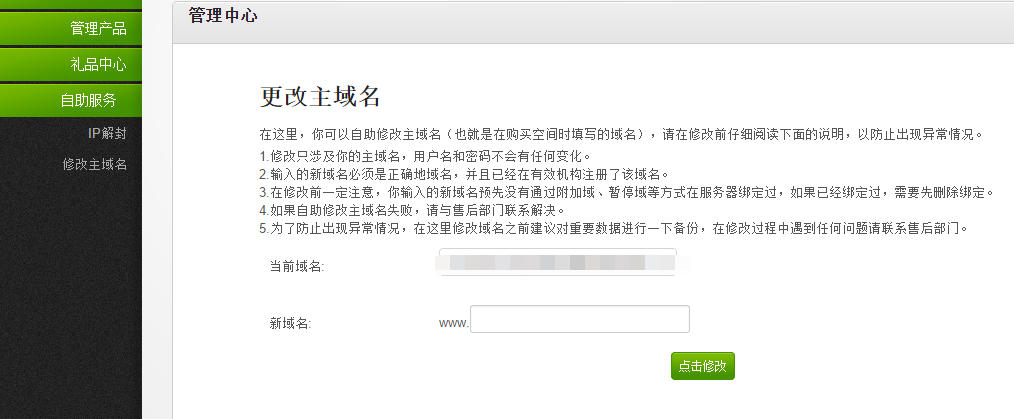 管理中心
管理产品
礼品中心
自助服务
IP解封
修改主域名
更改主域名
在这里，你可以自助修改主域名（也就是在购买空间时填写的域名），请在修改前仔细阅读下面的说明，以防止出现异常情况。
1.修改只涉及你的主域名，用户名和密码不会有任何变化。
2.输入的新域名必须是正确地域名，并且已经在有效机构注册了该域名。
3.在修改前一定注意，你输入的新域名预先没有通过附加域、暂停域等方式在服务器绑定过，如果已经绑定过，需要先删除绑定。
4.如果自助修改主域名失败，请与售后部门联系解决。
5.为了防止出现异常情况，在这里修改域名之前建议对重要数据进行一下备份，在修改过程中遇到任何问题请联系售后部门。
当前域名:
新域名:
www.
点击修改